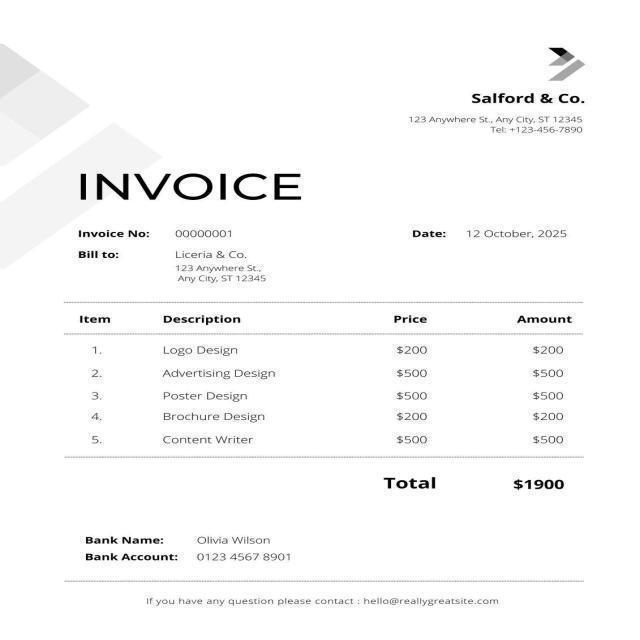 Salford & Co.
123 Anywhere St., Any City, ST 12345
Tel: +123-456-7890
INVOICE
Invoice No: 00000001 Date: 12 October, 2025
Bill to: Liceria & Co.
123 Anywhere St.,
Any City, ST 12345
Item Description Price Amount
1. Logo Design $200 $200
2. Advertising Design $500 $500
3. Poster Design $500 $500
4. Brochure Design $200 $200
5. Content Writer $500 $500
Total $1900
Bank Name: Olivia Wilson
Bank Account: 0123 4567 8901
If you have any question please contact : hello@reallygreatsite.com